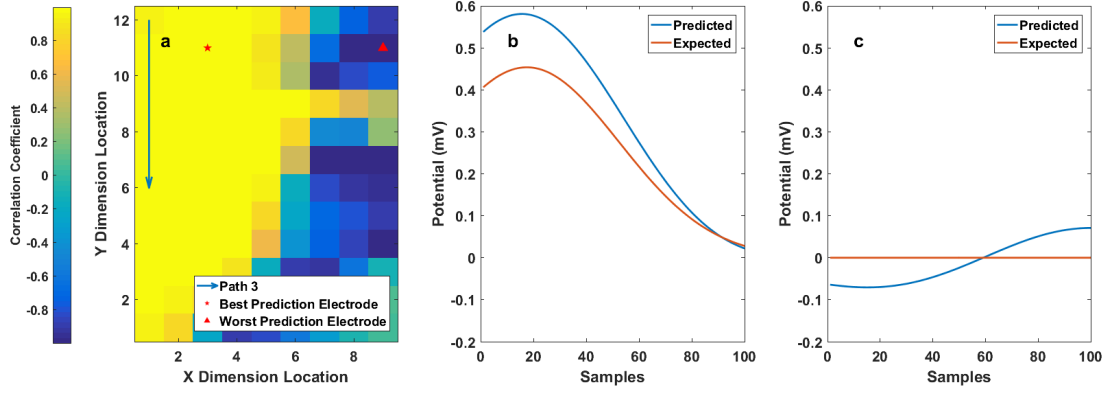 Correlation Coefficient
0.8
0.6
0.4
0.2
0
-0.2
-0.4
-0.6
-0.8
a
Y Dimension Location
12
10
8
6
4
2
2 4 6 8
X Dimension Location
Path 3
Best Prediction Electrode
Worst Prediction Electrode
b
Predicted
Expected
Potential (mV)
0.6
0.5
0.4
0.3
0.2
0.1
0
-0.1
-0.2
0 20 40 60 80 100
Samples
c
Predicted
Expected
Potential (mV)
0.6
0.5
0.4
0.3
0.2
0.1
0
-0.1
-0.2
0 20 40 60 80 100
Samples